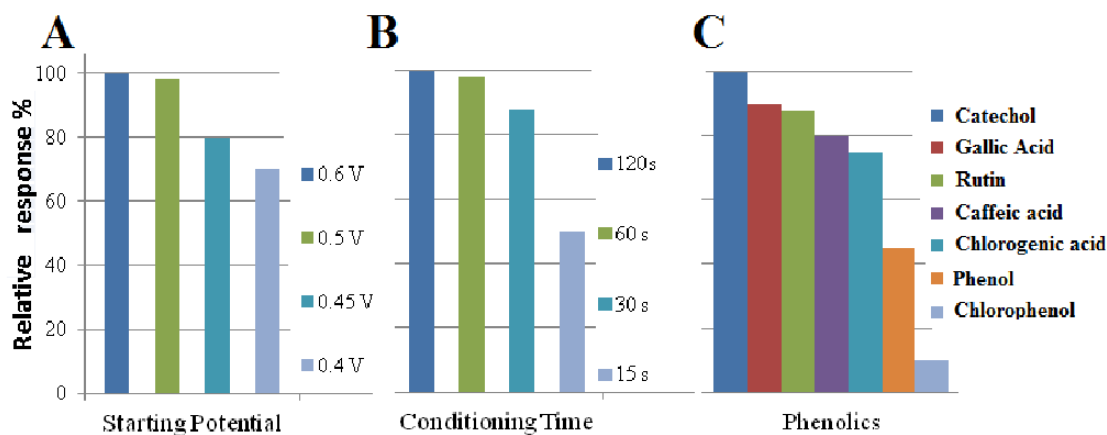 A
B
C
Relative response %
100
80
60
40
20
0
0.6 V
0.5 V
0.45 V
0.4 V
Starting Potential
120s
60 s
30 s
15 s
Conditioning Time
Catechol
Gallic Acid
Rutin
Caffeic acid
Chlorogenic acid
Phenol
Chlorophenol
Phenolics